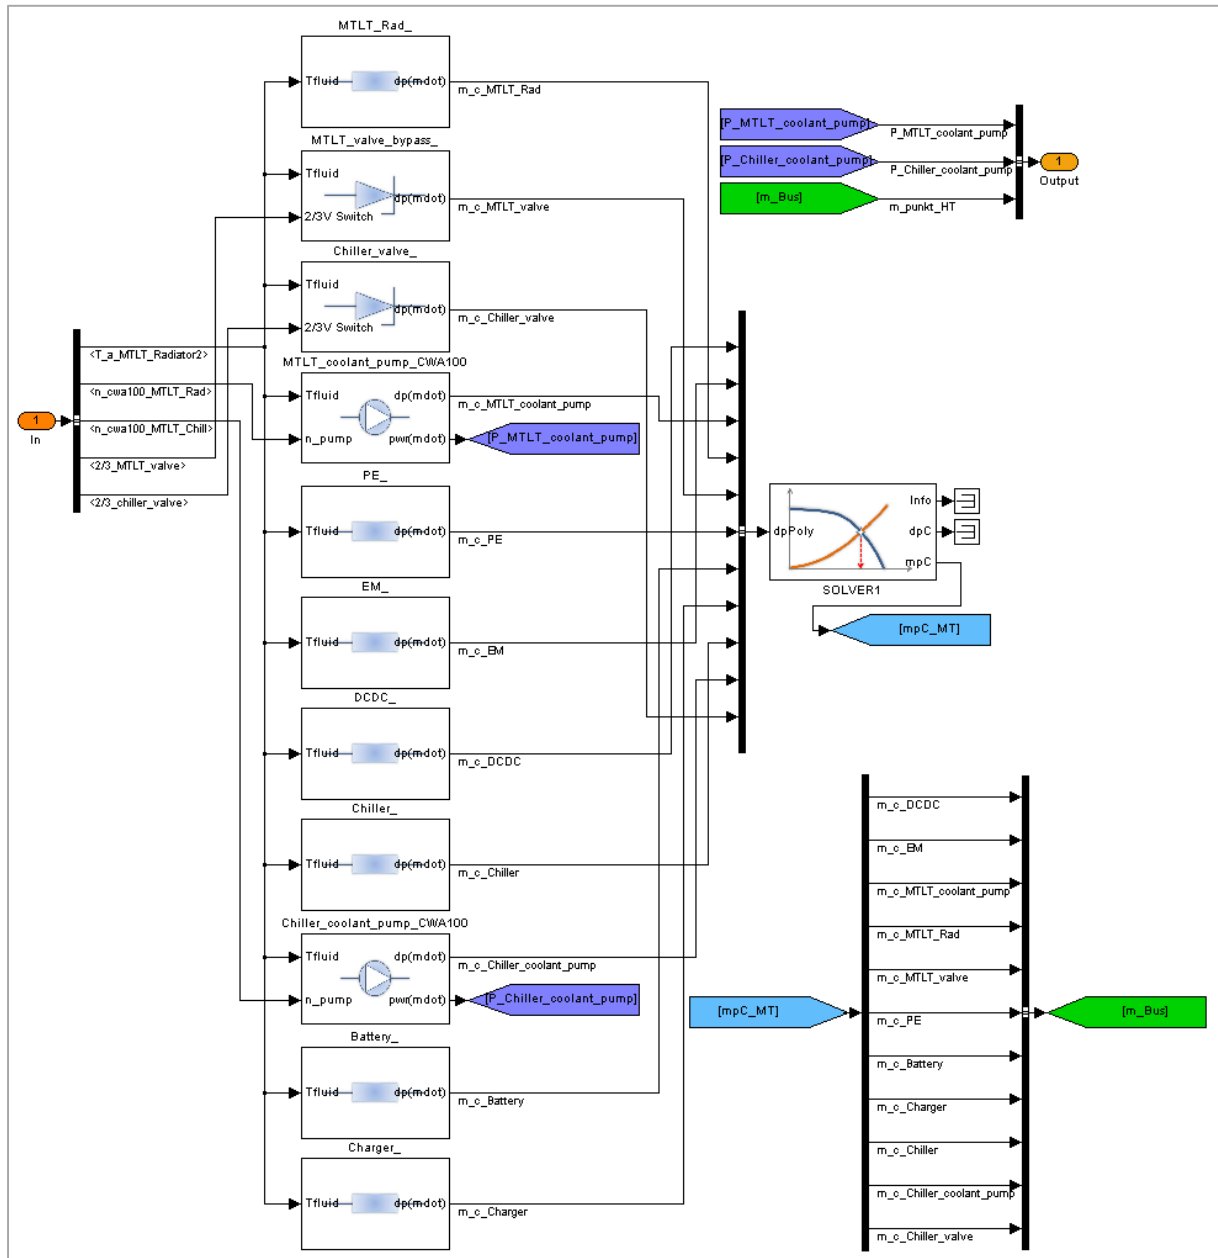 MTLT_Rad_
Tfluid
dp(mdot)
m_c_MTLT_Rad
MTLT_valve_bypass_
Tfluid
dp(mdot)
2/3V Switch
m_c_MTLT_valve
Chiller_valve_
Tfluid
dp(mdot)
2/3V Switch
m_c_Chiller_valve
MTLT_coolant_pump_CWA100
Tfluid
dp(mdot)
n_pump
pwr(mdot)
m_c_MTLT_coolant_pump
[P_MTLT_coolant_pump]
PE_
Tfluid
dp(mdot)
m_c_PE
EM_
Tfluid
dp(mdot)
m_c_EM
DCDC_
Tfluid
dp(mdot)
m_c_DCDC
Chiller_
Tfluid
dp(mdot)
m_c_Chiller
Chiller_coolant_pump_CWA100
Tfluid
dp(mdot)
n_pump
pwr(mdot)
m_c_Chiller_coolant_pump
[P_Chiller_coolant_pump]
Battery_
Tfluid
dp(mdot)
m_c_Battery
Charger_
Tfluid
dp(mdot)
m_c_Charger
1
In
<T_a_MTLT_Radiator2>
<n_cwa100_MTLT_Rad>
<n_cwa100_MTLT_Chill>
<2/3_MTLT_valve>
<2/3_chiller_valve>
[P_MTLT_coolant_pump]
P_MTLT_coolant_pump
[P_Chiller_coolant_pump]
P_Chiller_coolant_pump
[m_Bus]
m_punkt_HT
1
Output
dpPoly
Info
dpC
mpC
SOLVER1
[mpC_MT]
[mpC_MT]
m_c_DCDC
m_c_EM
m_c_MTLT_coolant_pump
m_c_MTLT_Rad
m_c_MTLT_valve
m_c_PE
m_c_Battery
m_c_Charger
m_c_Chiller
m_c_Chiller_coolant_pump
m_c_Chiller_valve
[m_Bus]